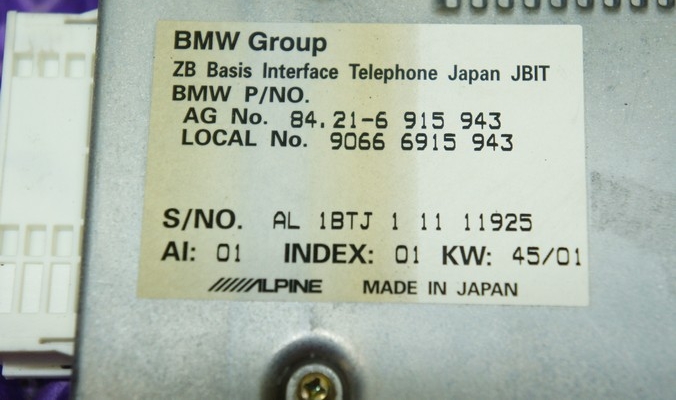 BMW Group
ZB Basis Interface Telephone Japan JBIT
BMW P/NO.
AG No. 84.21-6 915 943
LOCAL No. 9066 6915 943
S/NO. AL 1BTJ 1 11 11925
AI: 01 INDEX: 01 KW: 45/01
ALPINE MADE IN JAPAN